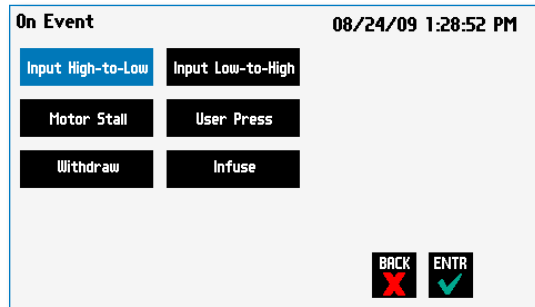 On Event 08/24/09 1:28:52 PM
Input High-to-Low Input Low-to-High
Motor Stall User Press
Withdraw Infuse
BACK ENTR